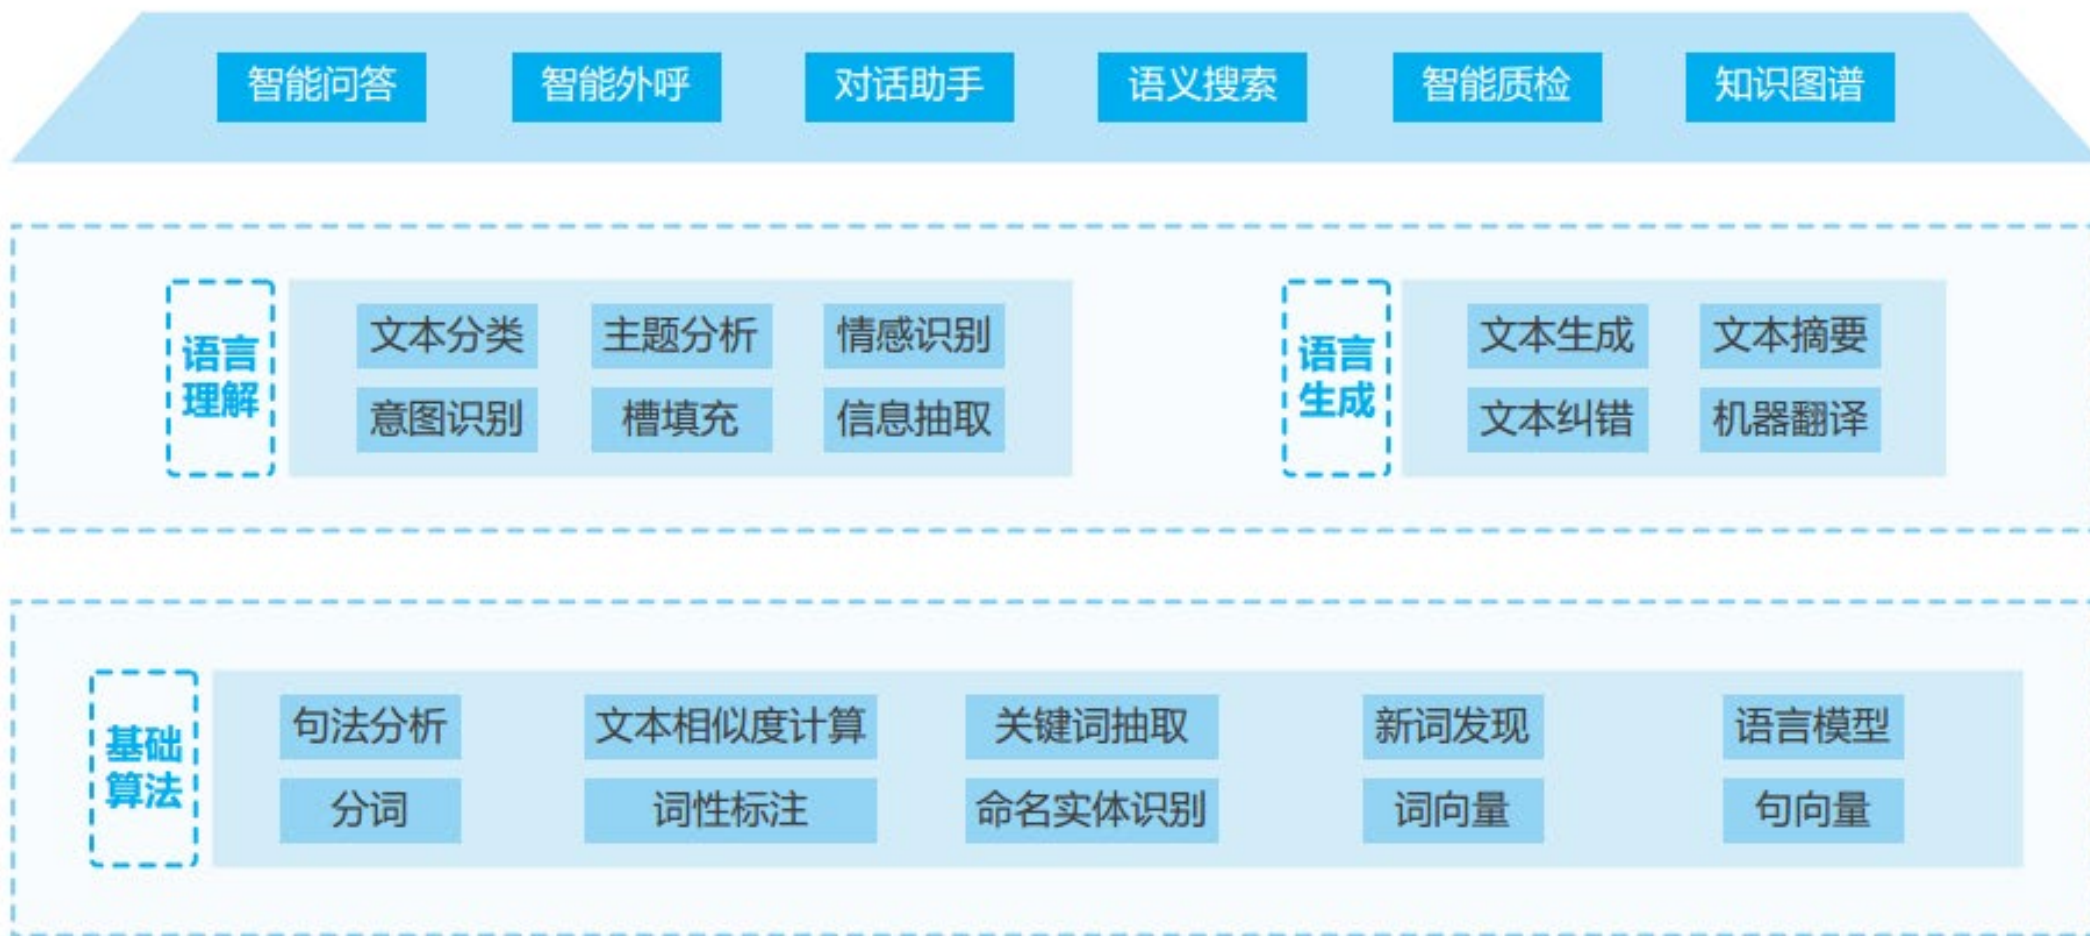 智能问答 智能外呼 对话助手 语义搜索 智能质检 知识图谱
语言
理解
文本分类 主题分析 情感识别
意图识别 槽填充 信息抽取
语言
生成
文本生成 文本摘要
文本纠错 机器翻译
基础
算法
句法分析 文本相似度计算 关键词抽取 新词发现 语言模型
分词 词性标注 命名实体识别 词向量 句向量